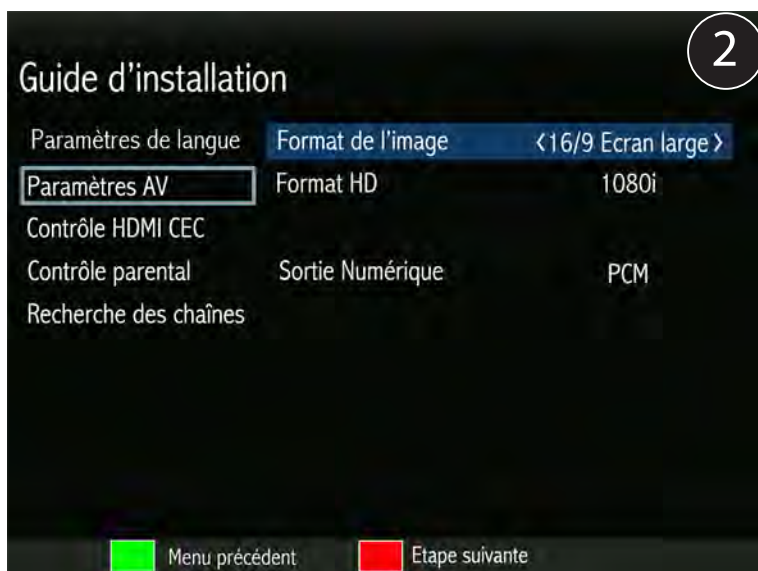 2
Guide d'installation
Paramètres de langue Format de l'image <16/9 Ecran large>
Paramètres AV Format HD 1080i
Contrôle HDMI CEC
Contrôle parental Sortie Numérique PCM
Recherche des chaînes
Menu précédent Etape suivante